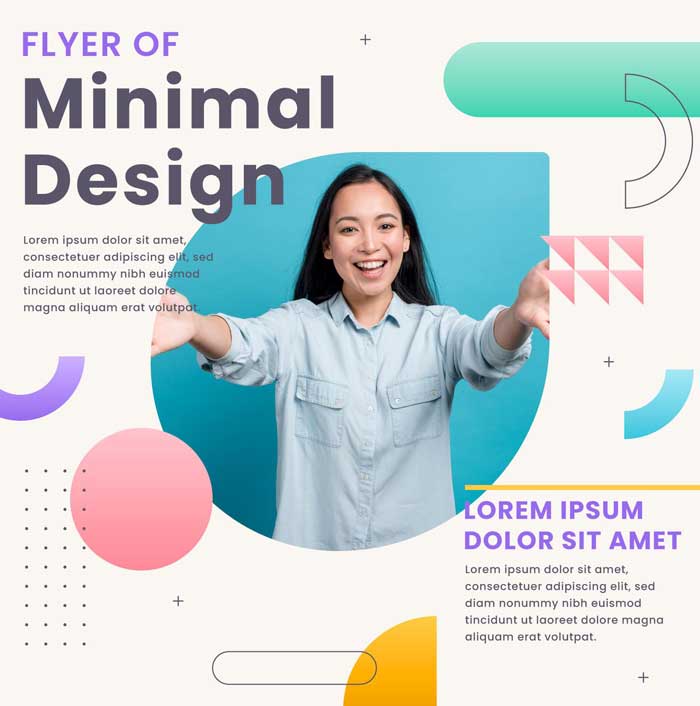 FLYER OF
Minimal
Design
Lorem ipsum dolor sit amet,
consectetuer adipiscing elit, sed
diam nonummy nibh euismod
tincidunt ut laoreet dolore
magna aliquam erat volutpat.
LOREM IPSUM
DOLOR SIT AMET
Lorem ipsum dolor sit amet,
consectetuer adipiscing elit, sed
diam nonummy nibh euismod
tincidunt ut laoreet dolore magna
aliquam erat volutpat.